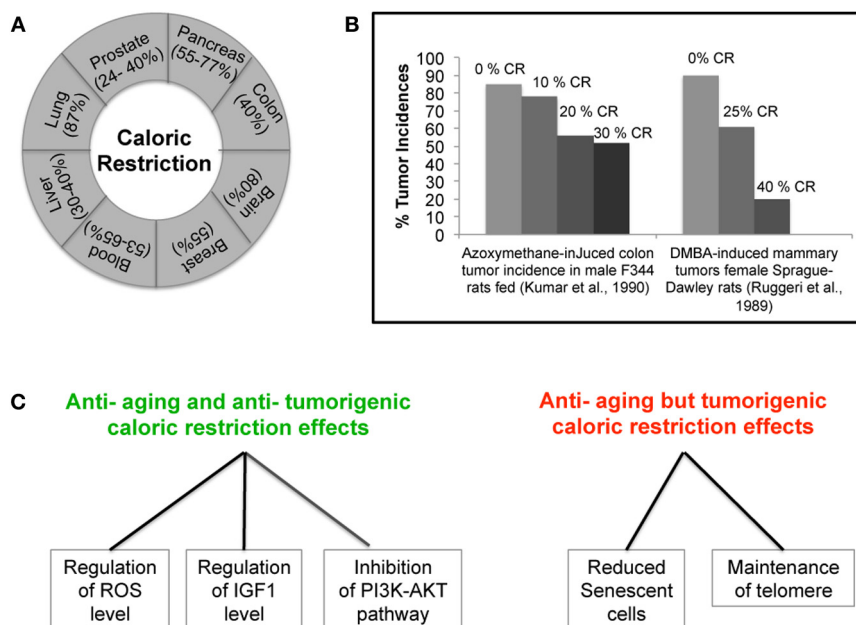 A
Prostate
(24- 40%)
Pancreas
(55-77%)
Colon
(40%)
Brain
(80%)
Breast
(55%)
Blood
(53-65%)
Liver
(30-40%)
Lung
(87%)
Caloric
Restriction
B
% Tumor Incidences
100
90
80
70
60
50
40
30
20
10
0
0 % CR
10 % CR
20 % CR
30 % CR
0% CR
25% CR
40 % CR
Azoxymethane-inJuced colon
tumor incidence in male F344
rats fed (Kumar et al., 1990)
DMBA-induced mammary
tumors female Sprague-
Dawley rats (Ruggeri et al.,
1989)
C
Anti- aging and anti- tumorigenic
caloric restriction effects
Regulation
of ROS
level
Regulation
of IGF1
level
Inhibition
of PI3K-AKT
pathway
Anti- aging but tumorigenic
caloric restriction effects
Reduced
Senescent
cells
Maintenance
of telomere